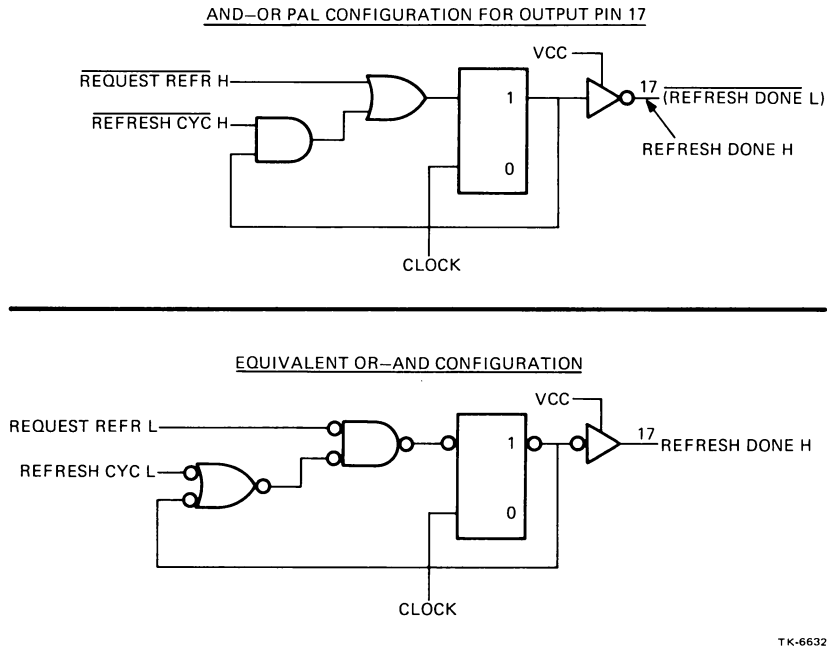 AND–OR PAL CONFIGURATION FOR OUTPUT PIN 17
VCC
REQUEST REFR H
1
17
(REFRESH DONE L)
REFRESH CYC H
REFRESH DONE H
0
CLOCK
EQUIVALENT OR–AND CONFIGURATION
VCC
REQUEST REFR L
1
17
REFRESH DONE H
REFRESH CYC L
0
CLOCK
TK-6632